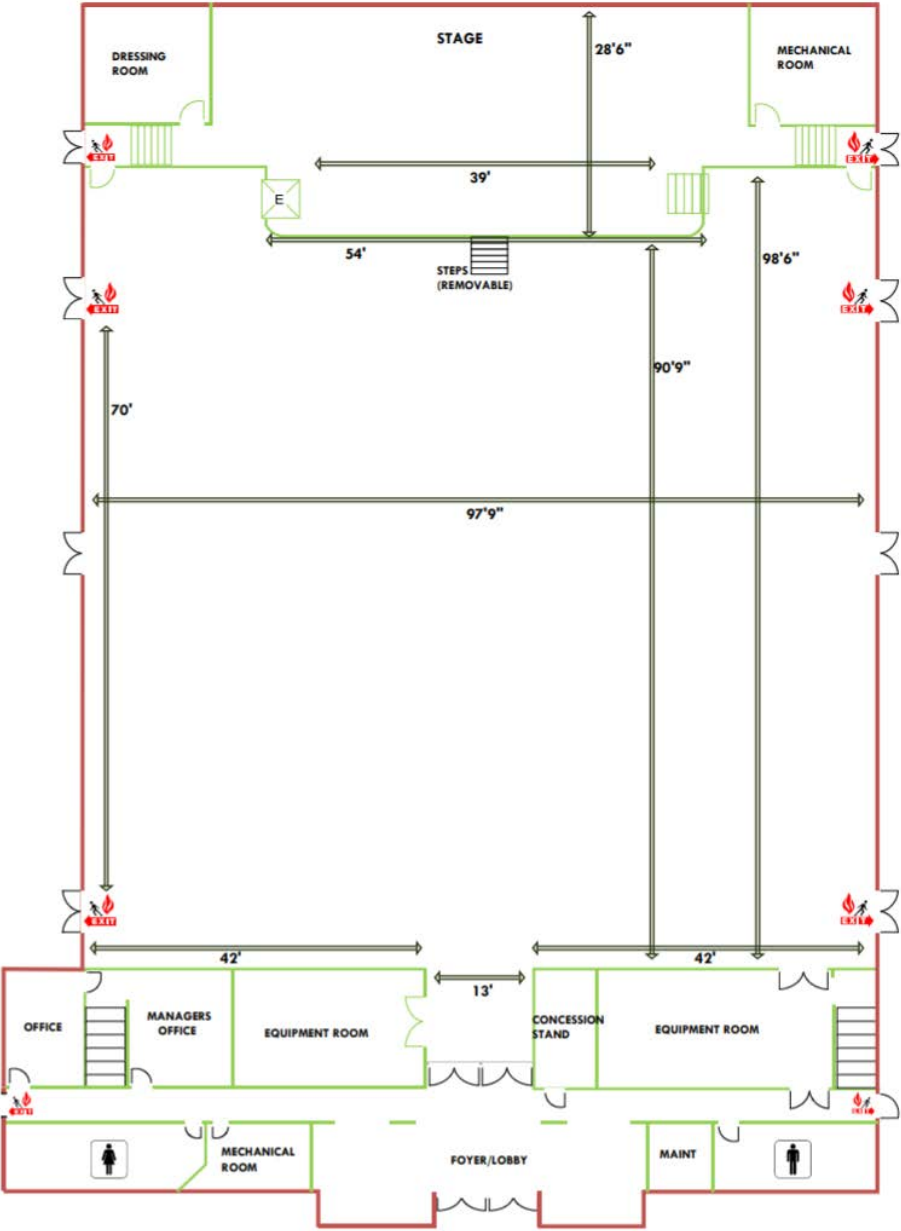 STAGE
28'6"
DRESSING
ROOM
MECHANICAL
ROOM
EXIT
EXIT
39'
E
54'
98'6"
STEPS
(REMOVABLE)
EXIT
EXIT
90'9"
70'
97'9"
EXIT
EXIT
42'
42'
13'
OFFICE
MANAGERS
OFFICE
EQUIPMENT ROOM
CONCESSION
STAND
EQUIPMENT ROOM
EXIT
EXIT
MECHANICAL
ROOM
FOYER/LOBBY
MAINT